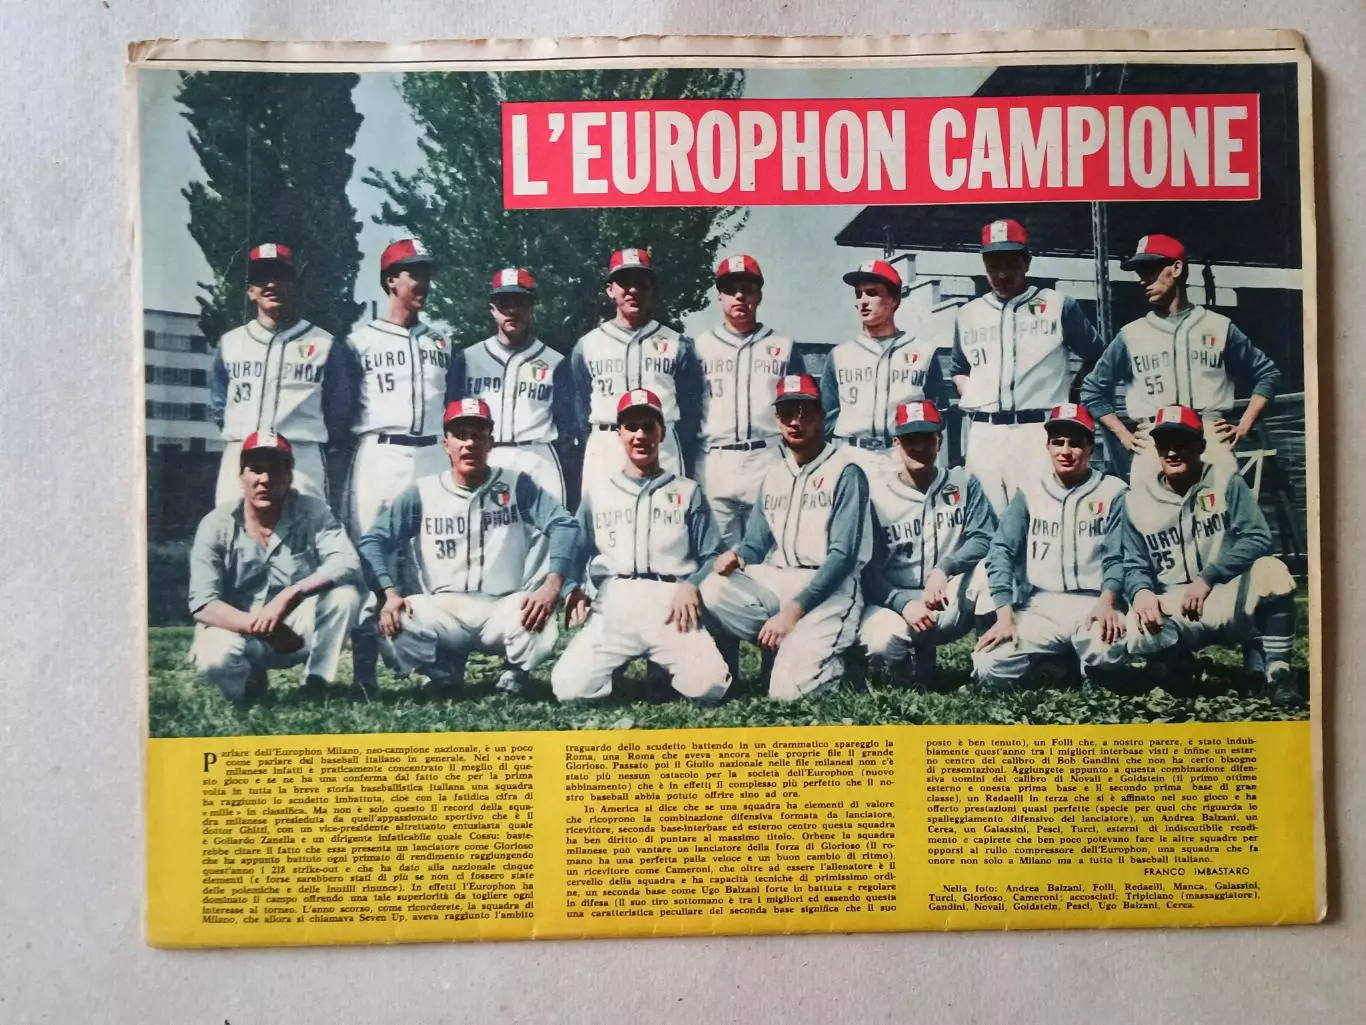 L'EUROPHON CAMPIONE
EUROPHON
33
EUROPHON
15
EUROPHON
EUROPHON
22
EUROPHON
13
EUROPHON
9
EUROPHON
31
EUROPHON
55
EUROPHON
38
EUROPHON
5
EUROPHON
EUROPHON
EUROPHON
17
EUROPHON
25
Parlare dell'Europhon Milano, neo-campione nazionale, è un poco
come parlare del baseball italiano in generale. Nel «nove»
milanese infatti è praticamente concentrato il meglio di que-
sto gioco e se ne ha una conferma dal fatto che per la prima
volta in tutta la breve storia baseballistica italiana una squadra
ha raggiunto lo scudetto imbattuta, cioè con la fatidica cifra di
«mille» in classifica. Ma non è solo questo il record della squa-
dra milanese presieduta da quell'appassionato sportivo che è il
dottor Ghitti, con un vice-presidente altrettanto entusiasta quale
è Goliardo Zanella e un dirigente infaticabile quale Cossu: baste-
rebbe citare il fatto che essa presenta un lanciatore come Glorioso
che ha appunto battuto ogni primato di rendimento raggiungendo
quest'anno i 218 strike-out e che ha dato alla nazionale cinque
elementi (e forse sarebbero stati di più se non ci fossero state
delle polemiche e delle inutili rinunce). In effetti l'Europhon ha
dominato il campo offrendo una tale superiorità da togliere ogni
interesse al torneo. L'anno scorso, come ricorderete, la squadra di
Milano, che allora si chiamava Seven Up, aveva raggiunto l'ambito
traguardo dello scudetto battendo in un drammatico spareggio la
Roma, una Roma che aveva ancora nelle proprie file il grande
Glorioso. Passato poi il Giulio nazionale nelle file milanesi non c'è
stato più nessun ostacolo per la società dell'Europhon (nuovo
abbinamento) che è in effetti il complesso più perfetto che il no-
stro baseball abbia potuto offrire sino ad ora.
In America si dice che se una squadra ha elementi di valore
che ricoprono la combinazione difensiva formata da lanciatore,
ricevitore, seconda base-interbase ed esterno centro questa squadra
ha ben diritto di puntare al massimo titolo. Orbene la squadra
milanese può vantare un lanciatore della forza di Glorioso (il ro-
mano ha una perfetta palla veloce e un buon cambio di ritmo),
un ricevitore come Cameroni, che oltre ad essere l'allenatore è il
cervello della squadra e ha capacità tecniche di primissimo ordi-
ne, un seconda base come Ugo Balzani forte in battuta e regolare
in difesa (il suo tiro sottomano è tra i migliori ed essendo questa
una caratteristica peculiare del seconda base significa che il suo
posto è ben tenuto), un Folli che, a nostro parere, è stato indub-
biamente quest'anno tra i migliori interbase visti e infine un ester-
no centro del calibro di Bob Gandini che non ha certo bisogno
di presentazioni. Aggiungete appunto a questa combinazione difen-
siva uomini del calibro di Novali e Goldstein (il primo ottimo
esterno e onesta prima base e il secondo prima base di gran
classe), un Redaelli in terza che si è affinato nel suo gioco e ha
offerto prestazioni quasi perfette (specie per quel che riguarda lo
spalleggiamento difensivo del lanciatore), un Andrea Balzani, un
Cerea, un Galassini, Pesci, Turci, esterni di indiscutibile rendi-
mento e capirete che ben poco potevano fare le altre squadre per
opporsi al rullo compressore dell'Europhon, una squadra che fa
onore non solo a Milano ma a tutto il baseball italiano.
FRANCO IMBASTARO
Nella foto: Andrea Balzani, Folli, Redaelli, Manca, Galassini,
Turci, Glorioso, Cameroni; accosciati: Tripiciano (massaggiatore),
Gandini, Novali, Goldstein, Pesci, Ugo Balzani, Cerea.